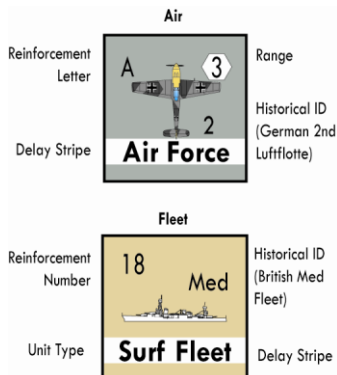 Air
Reinforcement
Letter
A
3
Range
2
Historical ID
(German 2nd
Luftflotte)
Delay Stripe
Air Force
Fleet
Reinforcement
Number
18
Med
Historical ID
(British Med
Fleet)
Unit Type
Surf Fleet
Delay Stripe